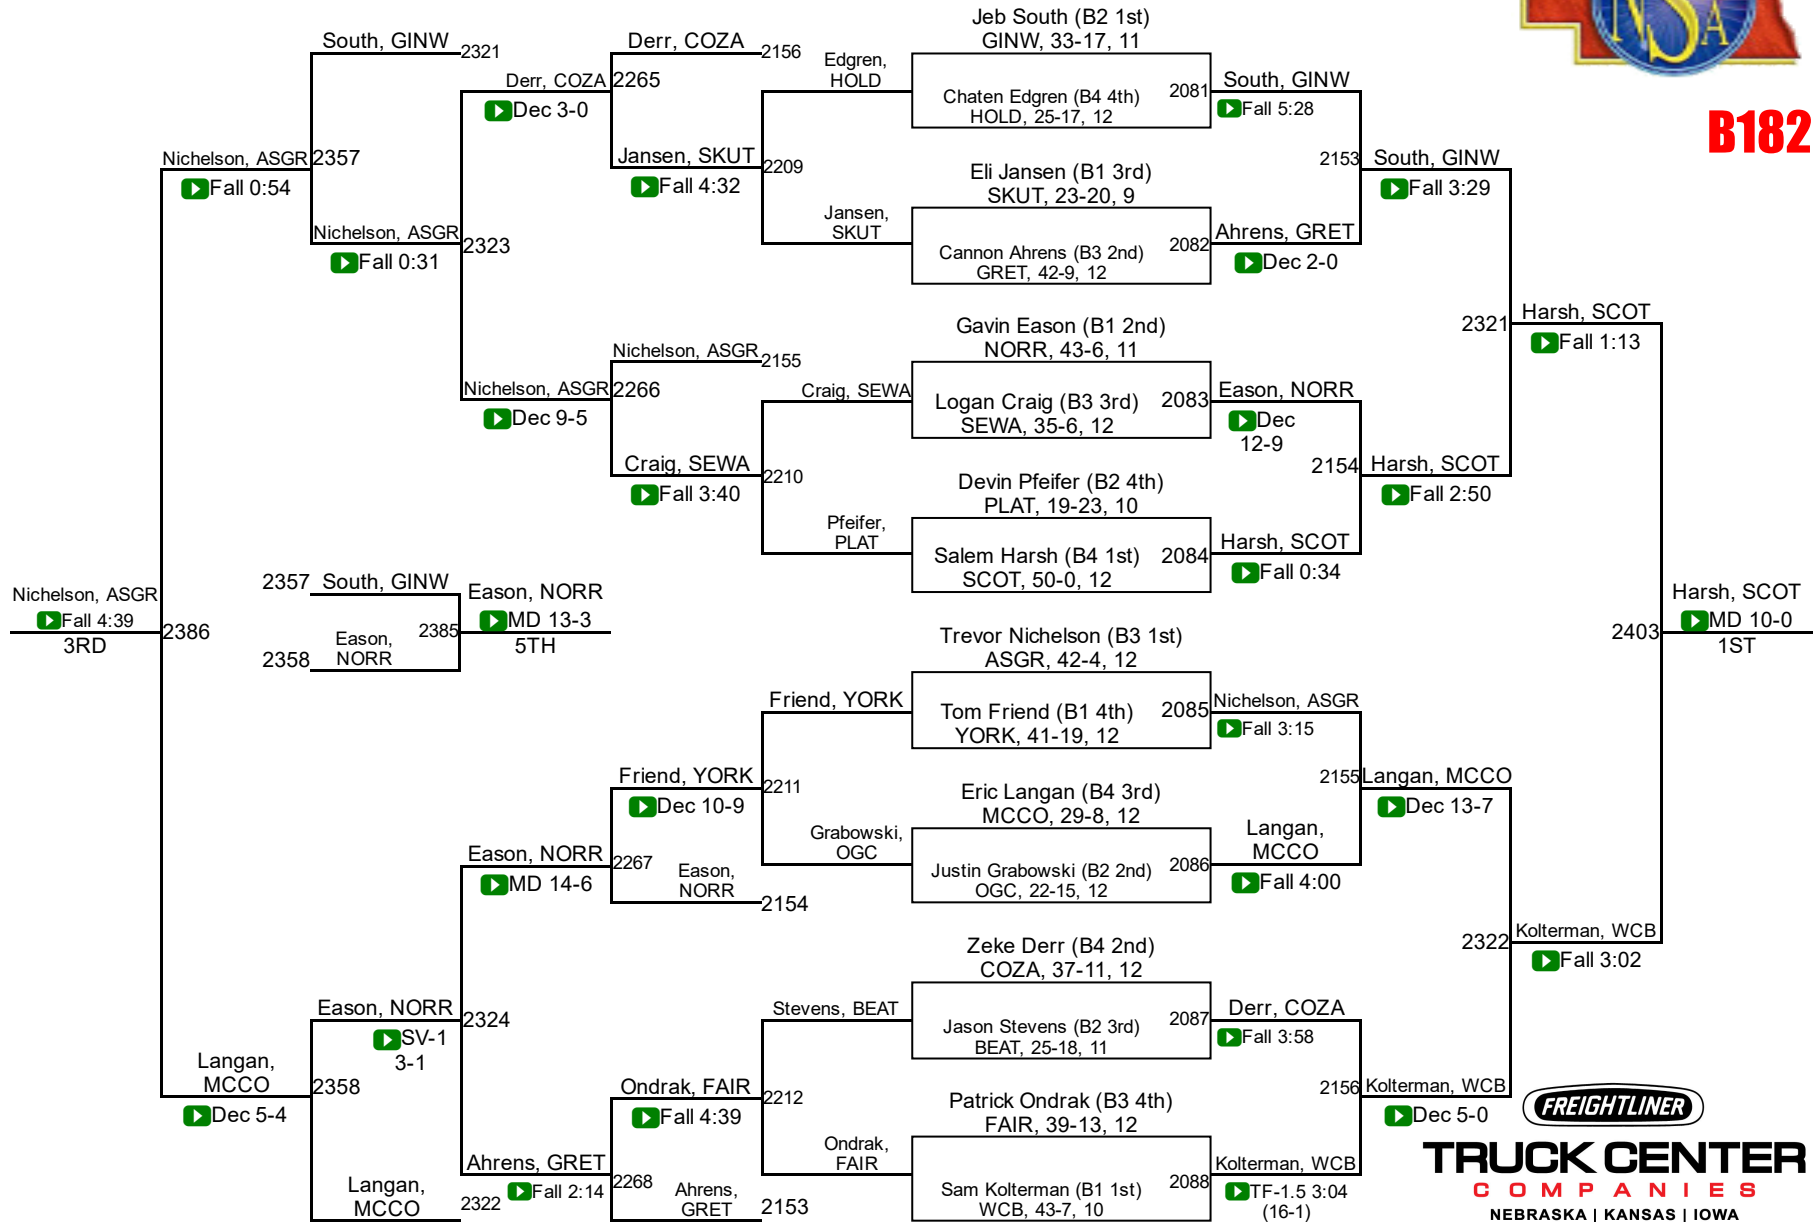 NSA
B182
South, GINW
2321
Nichelson, ASGR
Fall 0:54
2357
Nichelson, ASGR
Fall 0:31
Derr, COZA
Dec 3-0
2323
Nichelson, ASGR
Dec 9-5
Derr, COZA
2156
2265
Jansen, SKUT
Fall 4:32
2209
Nichelson, ASGR
2155
2266
Craig, SEWA
Fall 3:40
2210
Edgren,
HOLD
Jansen,
SKUT
Craig, SEWA
Pfeifer,
PLAT
Jeb South (B2 1st)
GINW, 33-17, 11
Chaten Edgren (B4 4th)
HOLD, 25-17, 12
2081
Eli Jansen (B1 3rd)
SKUT, 23-20, 9
Cannon Ahrens (B3 2nd)
GRET, 42-9, 12
2082
Gavin Eason (B1 2nd)
NORR, 43-6, 11
Logan Craig (B3 3rd)
SEWA, 35-6, 12
2083
Devin Pfeifer (B2 4th)
PLAT, 19-23, 10
Salem Harsh (B4 1st)
SCOT, 50-0, 12
2084
South, GINW
Fall 5:28
2153
Ahrens, GRET
Dec 2-0
Eason, NORR
Dec
12-9
2154
Harsh, SCOT
Fall 0:34
South, GINW
Fall 3:29
2321
Harsh, SCOT
Fall 2:50
Harsh, SCOT
Fall 1:13
Nichelson, ASGR
Fall 4:39
3RD
2386
2357
South, GINW
2358
Eason,
NORR
2385
Eason, NORR
MD 13-3
5TH
2403
Harsh, SCOT
MD 10-0
1ST
Trevor Nichelson (B3 1st)
ASGR, 42-4, 12
Tom Friend (B1 4th)
YORK, 41-19, 12
2085
Eric Langan (B4 3rd)
MCCO, 29-8, 12
Justin Grabowski (B2 2nd)
OGC, 22-15, 12
2086
Zeke Derr (B4 2nd)
COZA, 37-11, 12
Jason Stevens (B2 3rd)
BEAT, 25-18, 11
2087
Patrick Ondrak (B3 4th)
FAIR, 39-13, 12
Sam Kolterman (B1 1st)
WCB, 43-7, 10
2088
Friend, YORK
Grabowski,
OGC
Stevens, BEAT
Ondrak,
FAIR
Friend, YORK
Dec 10-9
2211
Eason,
NORR
2154
Eason, NORR
MD 14-6
2267
Ondrak, FAIR
Fall 4:39
2212
Ahrens, GRET
Fall 2:14
2268
Ahrens,
GRET
2153
Eason, NORR
SV-1
3-1
2324
Langan,
MCCO
Dec 5-4
2358
Langan,
MCCO
2322
Nichelson, ASGR
Fall 3:15
2155
Langan,
MCCO
Fall 4:00
Langan, MCCO
Dec 13-7
2322
Derr, COZA
Fall 3:58
2156
Kolterman, WCB
TF-1.5 3:04
(16-1)
Kolterman, WCB
Dec 5-0
Kolterman, WCB
Fall 3:02
FREIGHTLINER
TRUCK CENTER
COMPANIES
NEBRASKA | KANSAS | IOWA